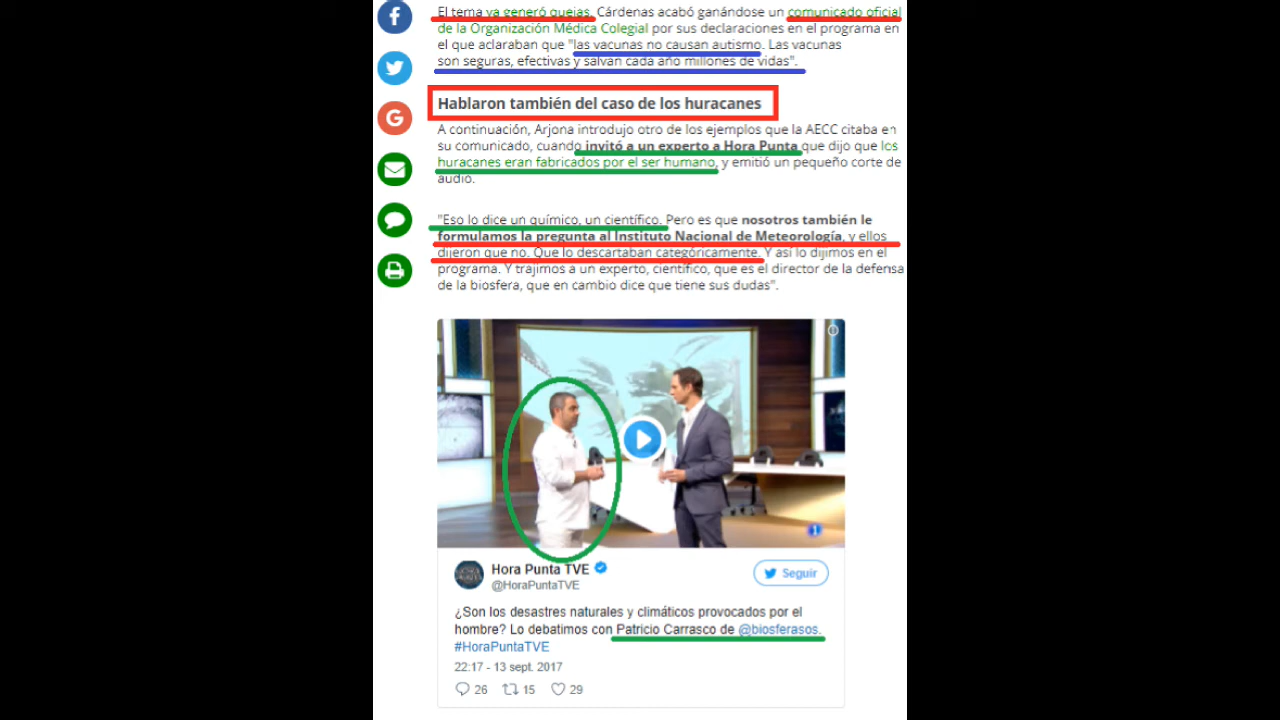 El tema ya generó quejas. Cárdenas acabó ganándose un comunicado oficial
de la Organización Médica Colegial por sus declaraciones en el programa en
el que aclaraban que "las vacunas no causan autismo. Las vacunas
son seguras, efectivas y salvan cada año millones de vidas".
Hablaron también del caso de los huracanes
A continuación, Arjona introdujo otro de los ejemplos que la AECC citaba en
su comunicado, cuando invitó a un experto a Hora Punta que dijo que los
huracanes eran fabricados por el ser humano, y emitió un pequeño corte de
audio.
"Eso lo dice un químico, un científico. Pero es que nosotros también le
formulamos la pregunta al Instituto Nacional de Meteorología, y ellos
dijeron que no. Que lo descartaban categóricamente. Y así lo dijimos en el
programa. Y trajimos a un experto, científico, que es el director de la defensa
de la biosfera, que en cambio dice que tiene sus dudas".
Hora Punta TVE
@HoraPuntaTVE
Seguir
¿Son los desastres naturales y climáticos provocados por el
hombre? Lo debatimos con Patricio Carrasco de @biosferasos.
#HoraPuntaTVE
22:17 - 13 sept. 2017
26 15 29